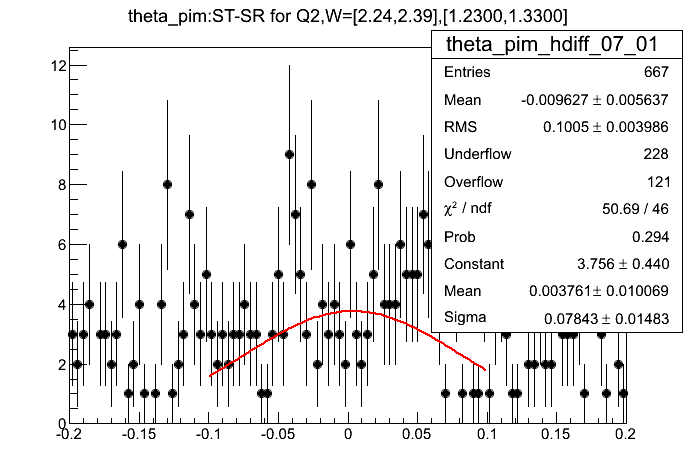 theta_pim:ST-SR for Q2,W=[2.24,2.39],[1.2300,1.3300]
theta_pim_hdiff_07_01
Entries 667
Mean -0.009627 ± 0.005637
RMS 0.1005 ± 0.003986
Underflow 228
Overflow 121
χ² / ndf 50.69 / 46
Prob 0.294
Constant 3.756 ± 0.440
Mean 0.003761 ± 0.010069
Sigma 0.07843 ± 0.01483
12
10
8
6
4
2
0
-0.2 -0.15 -0.1 -0.05 0 0.05 0.1 0.15 0.2